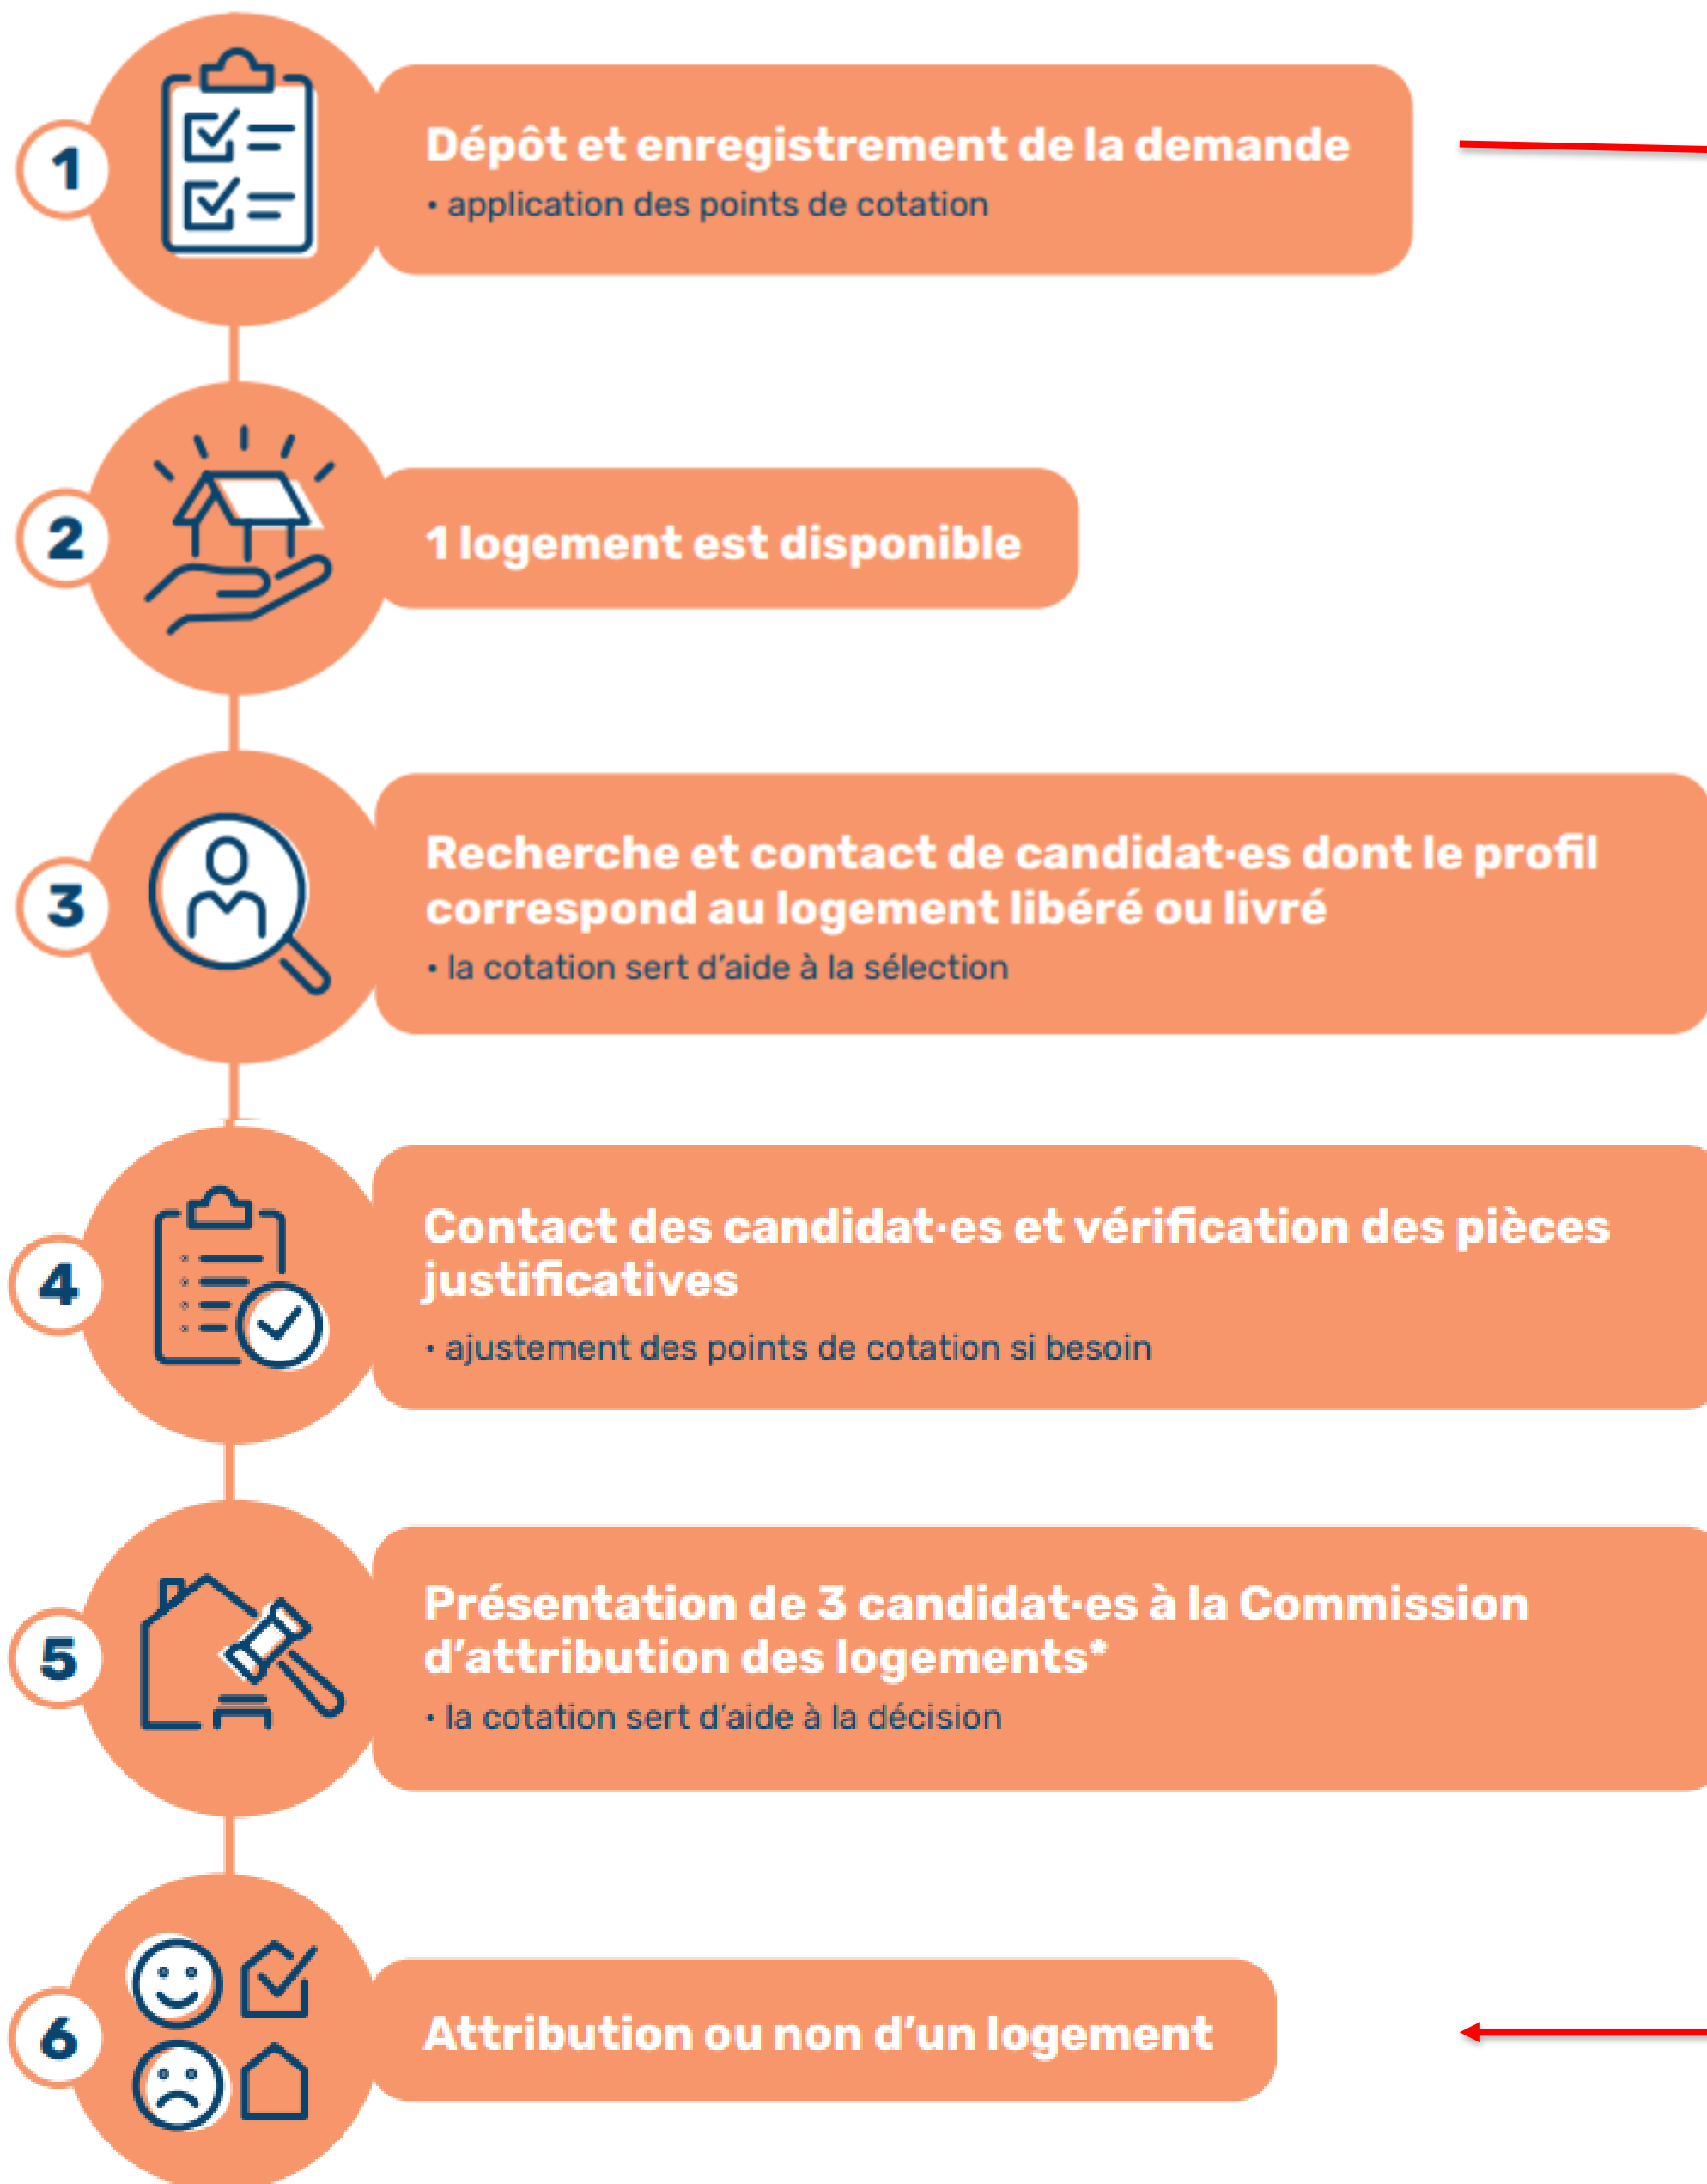 1
Dépôt et enregistrement de la demande
• application des points de cotation
2
1 logement est disponible
3
Recherche et contact de candidat·es dont le profil
correspond au logement libéré ou livré
• la cotation sert d’aide à la sélection
4
Contact des candidat·es et vérification des pièces
justificatives
• ajustement des points de cotation si besoin
5
Présentation de 3 candidat·es à la Commission
d’attribution des logements*
• la cotation sert d’aide à la décision
6
Attribution ou non d’un logement